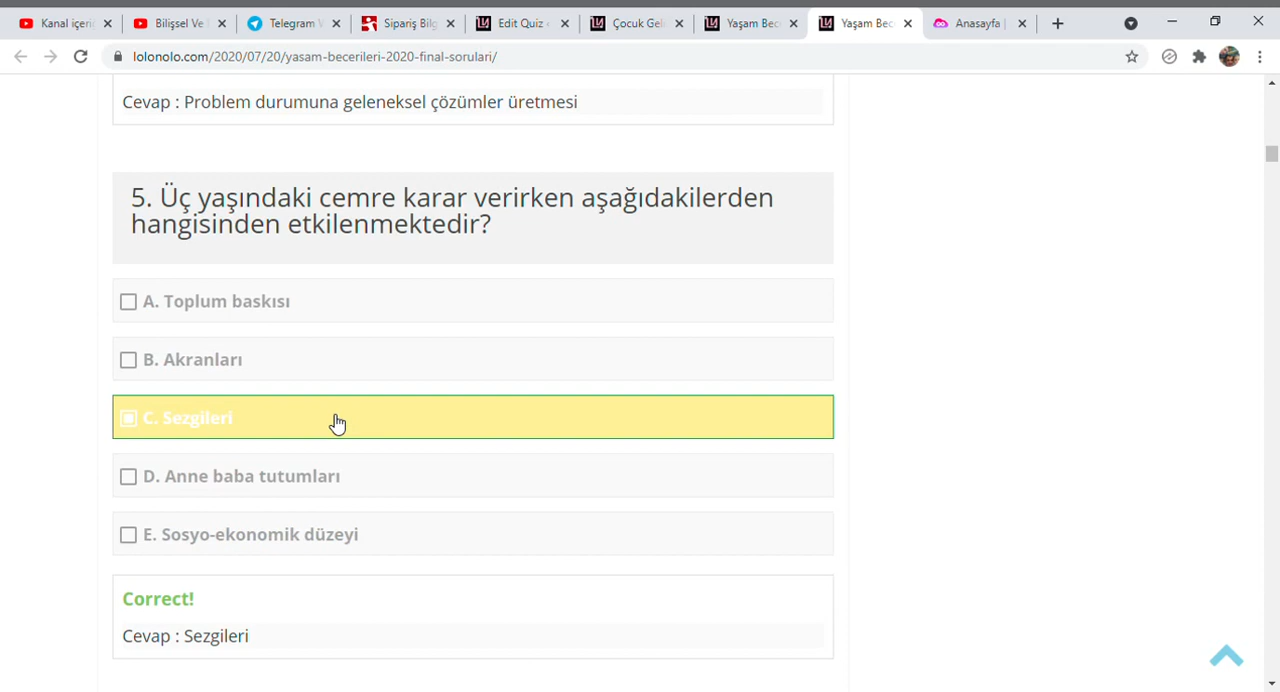 Kanal içeriğ
Bilişsel Ve
Telegram
Sipariş Bilg
Edit Quiz
Çocuk Geli
Yaşam Bec
Yaşam Bec
Anasayfa |
lolonolo.com/2020/07/20/yasam-becerileri-2020-final-sorulari/
Cevap : Problem durumuna geleneksel çözümler üretmesi
5. Üç yaşındaki cemre karar verirken aşağıdakilerden
hangisinden etkilenmektedir?
A. Toplum baskısı
B. Akranları
C. Sezgileri
D. Anne baba tutumları
E. Sosyo-ekonomik düzeyi
Correct!
Cevap : Sezgileri